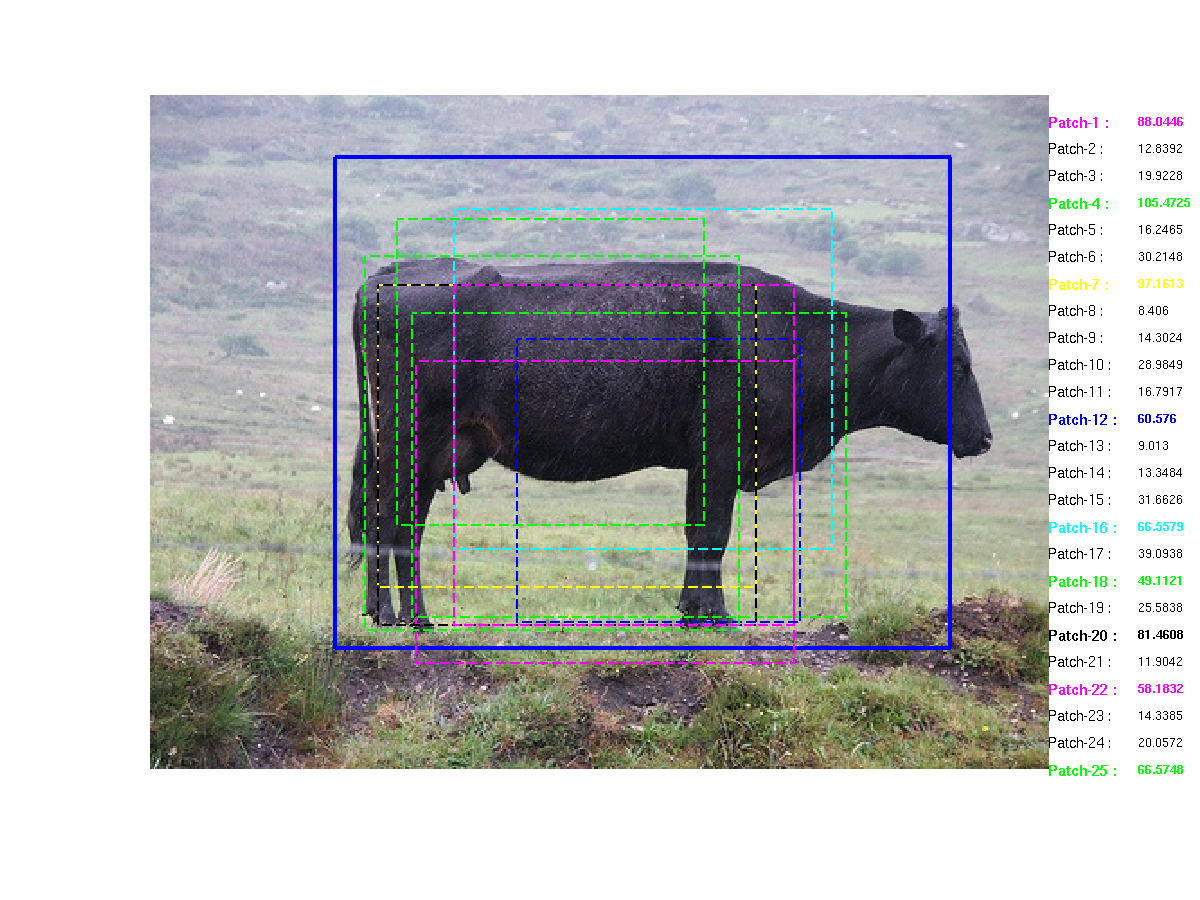 Patch-1 : 88.0446
Patch-2 : 12.8392
Patch-3 : 19.9228
Patch-4 : 105.4725
Patch-5 : 16.2465
Patch-6 : 30.2148
Patch-7 : 97.1613
Patch-8 : 8.406
Patch-9 : 14.3024
Patch-10 : 28.9849
Patch-11 : 16.7917
Patch-12 : 60.576
Patch-13 : 9.013
Patch-14 : 13.3484
Patch-15 : 31.6626
Patch-16 : 66.5579
Patch-17 : 39.0938
Patch-18 : 49.1121
Patch-19 : 25.5838
Patch-20 : 81.4608
Patch-21 : 11.9042
Patch-22 : 58.1832
Patch-23 : 14.3385
Patch-24 : 20.0572
Patch-25 : 66.5748